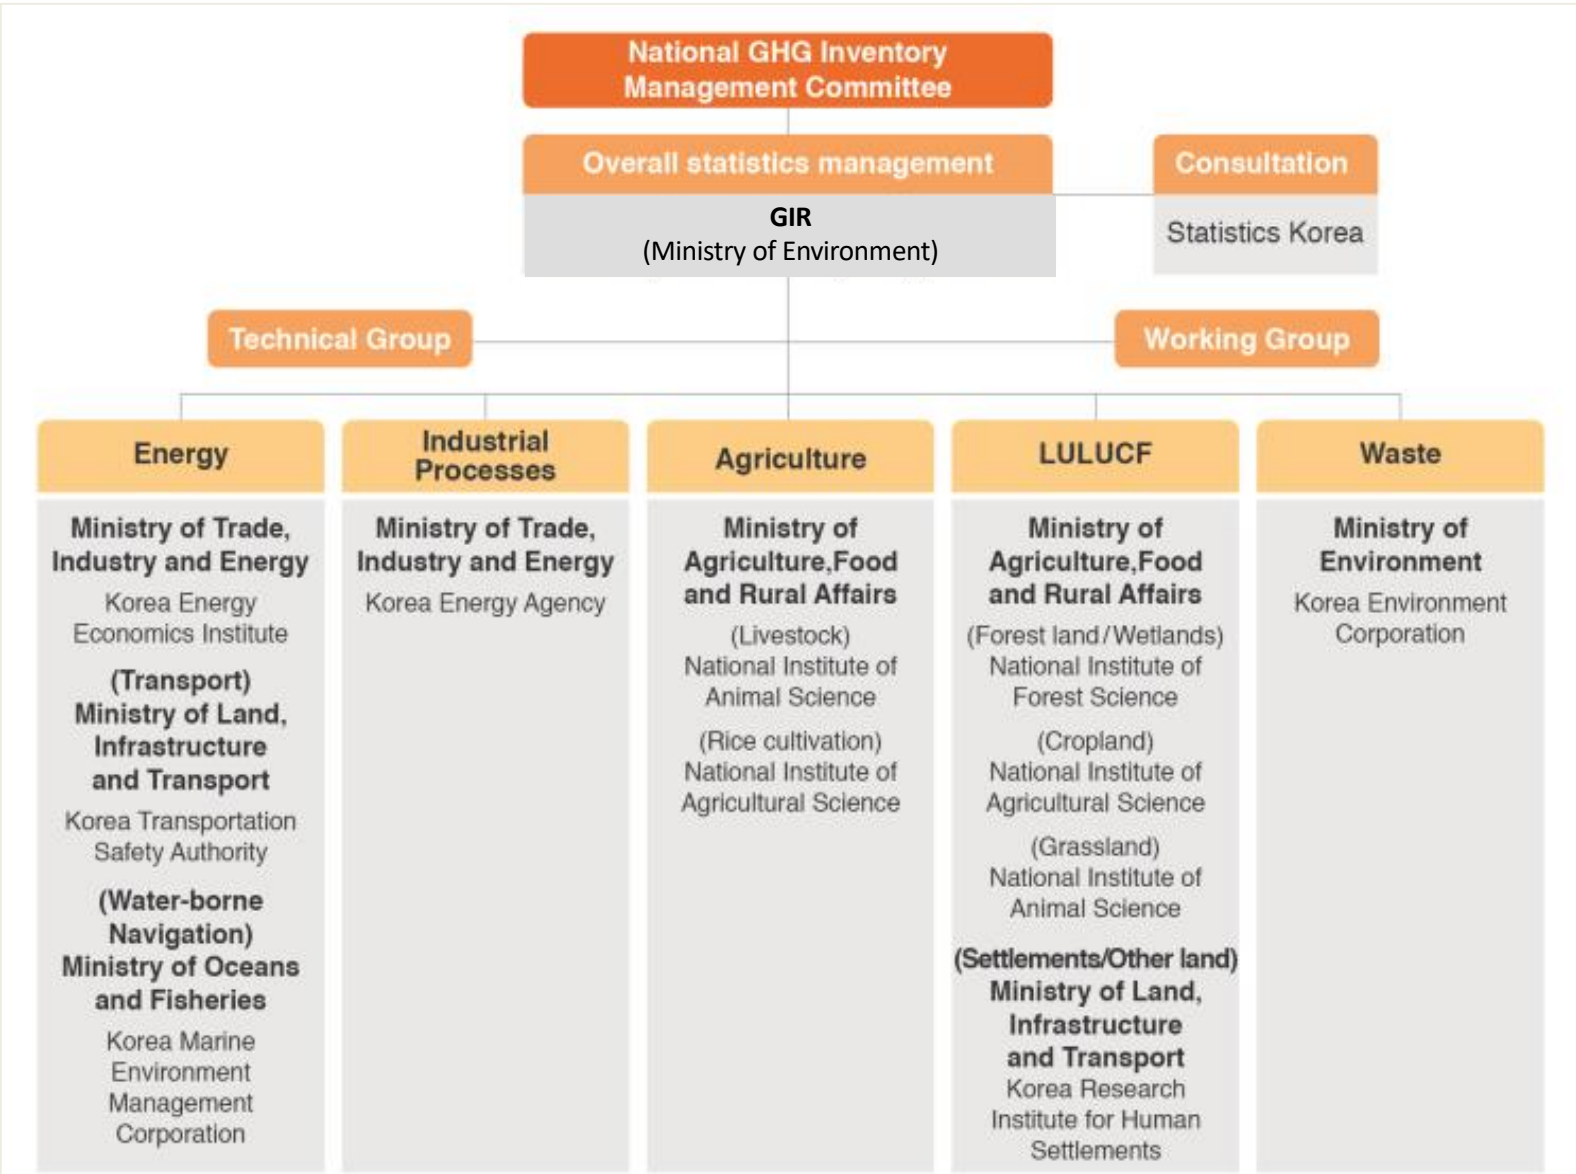 National GHG Inventory
Management Committee
Overall statistics management
GIR
(Ministry of Environment)
Consultation
Statistics Korea
Technical Group
Working Group
Energy
Ministry of Trade,
Industry and Energy
Korea Energy
Economics Institute
(Transport)
Ministry of Land,
Infrastructure
and Transport
Korea Transportation
Safety Authority
(Water-borne
Navigation)
Ministry of Oceans
and Fisheries
Korea Marine
Environment
Management
Corporation
Industrial
Processes
Ministry of Trade,
Industry and Energy
Korea Energy Agency
Agriculture
Ministry of
Agriculture,Food
and Rural Affairs
(Livestock)
National Institute of
Animal Science
(Rice cultivation)
National Institute of
Agricultural Science
LULUCF
Ministry of
Agriculture,Food
and Rural Affairs
(Forest land/Wetlands)
National Institute of
Forest Science
(Cropland)
National Institute of
Agricultural Science
(Grassland)
National Institute of
Animal Science
(Settlements/Other land)
Ministry of Land,
Infrastructure
and Transport
Korea Research
Institute for Human
Settlements
Waste
Ministry of
Environment
Korea Environment
Corporation